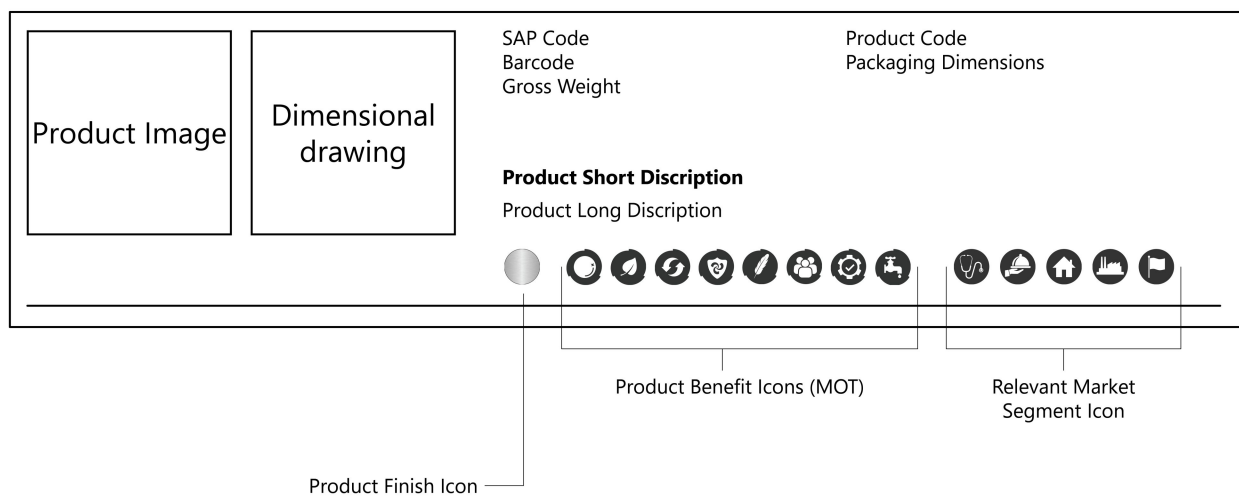 Product Image
Dimensional
drawing
SAP Code
Barcode
Gross Weight
Product Code
Packaging Dimensions
Product Short Discription
Product Long Discription
Product Benefit Icons (MOT)
Relevant Market
Segment Icon
Product Finish Icon